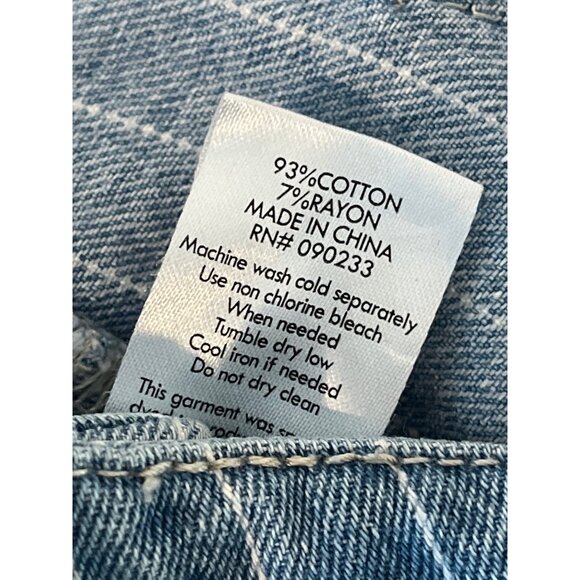 93%COTTON
7%RAYON
MADE IN CHINA
RN# 090233
Machine wash cold separately
Use non chlorine bleach
When needed
Tumble dry low
Cool iron if needed
Do not dry clean
This garment was